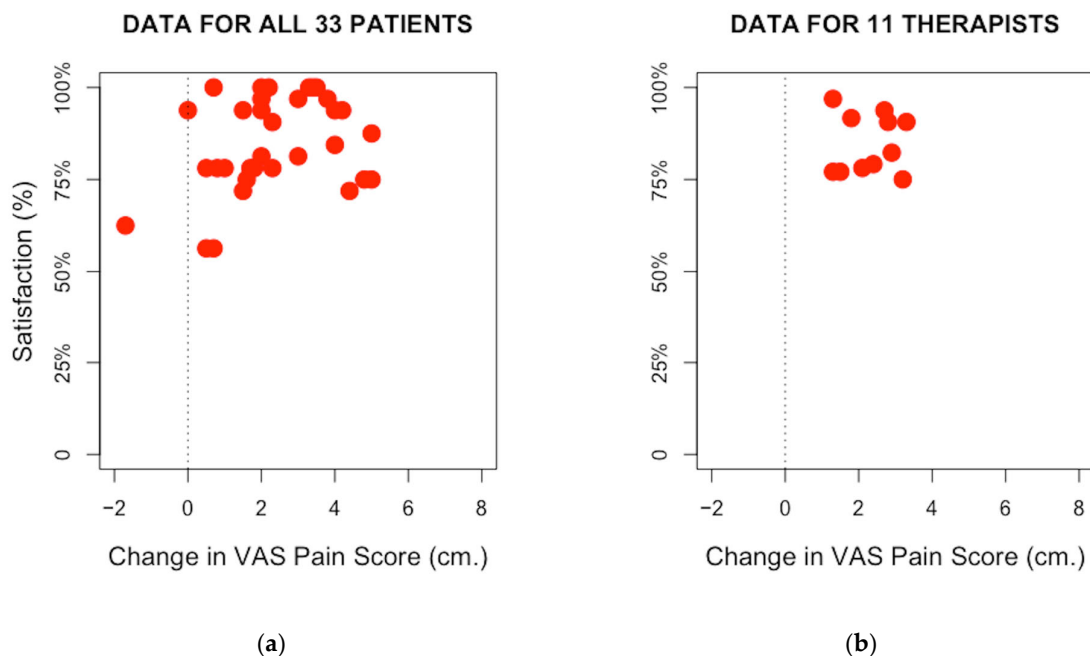 DATA FOR ALL 33 PATIENTS
Satisfaction (%)
100%
75%
50%
25%
0
−2 0 2 4 6 8
Change in VAS Pain Score (cm.)
(a)
DATA FOR 11 THERAPISTS
100%
75%
50%
25%
0
−2 0 2 4 6 8
Change in VAS Pain Score (cm.)
(b)